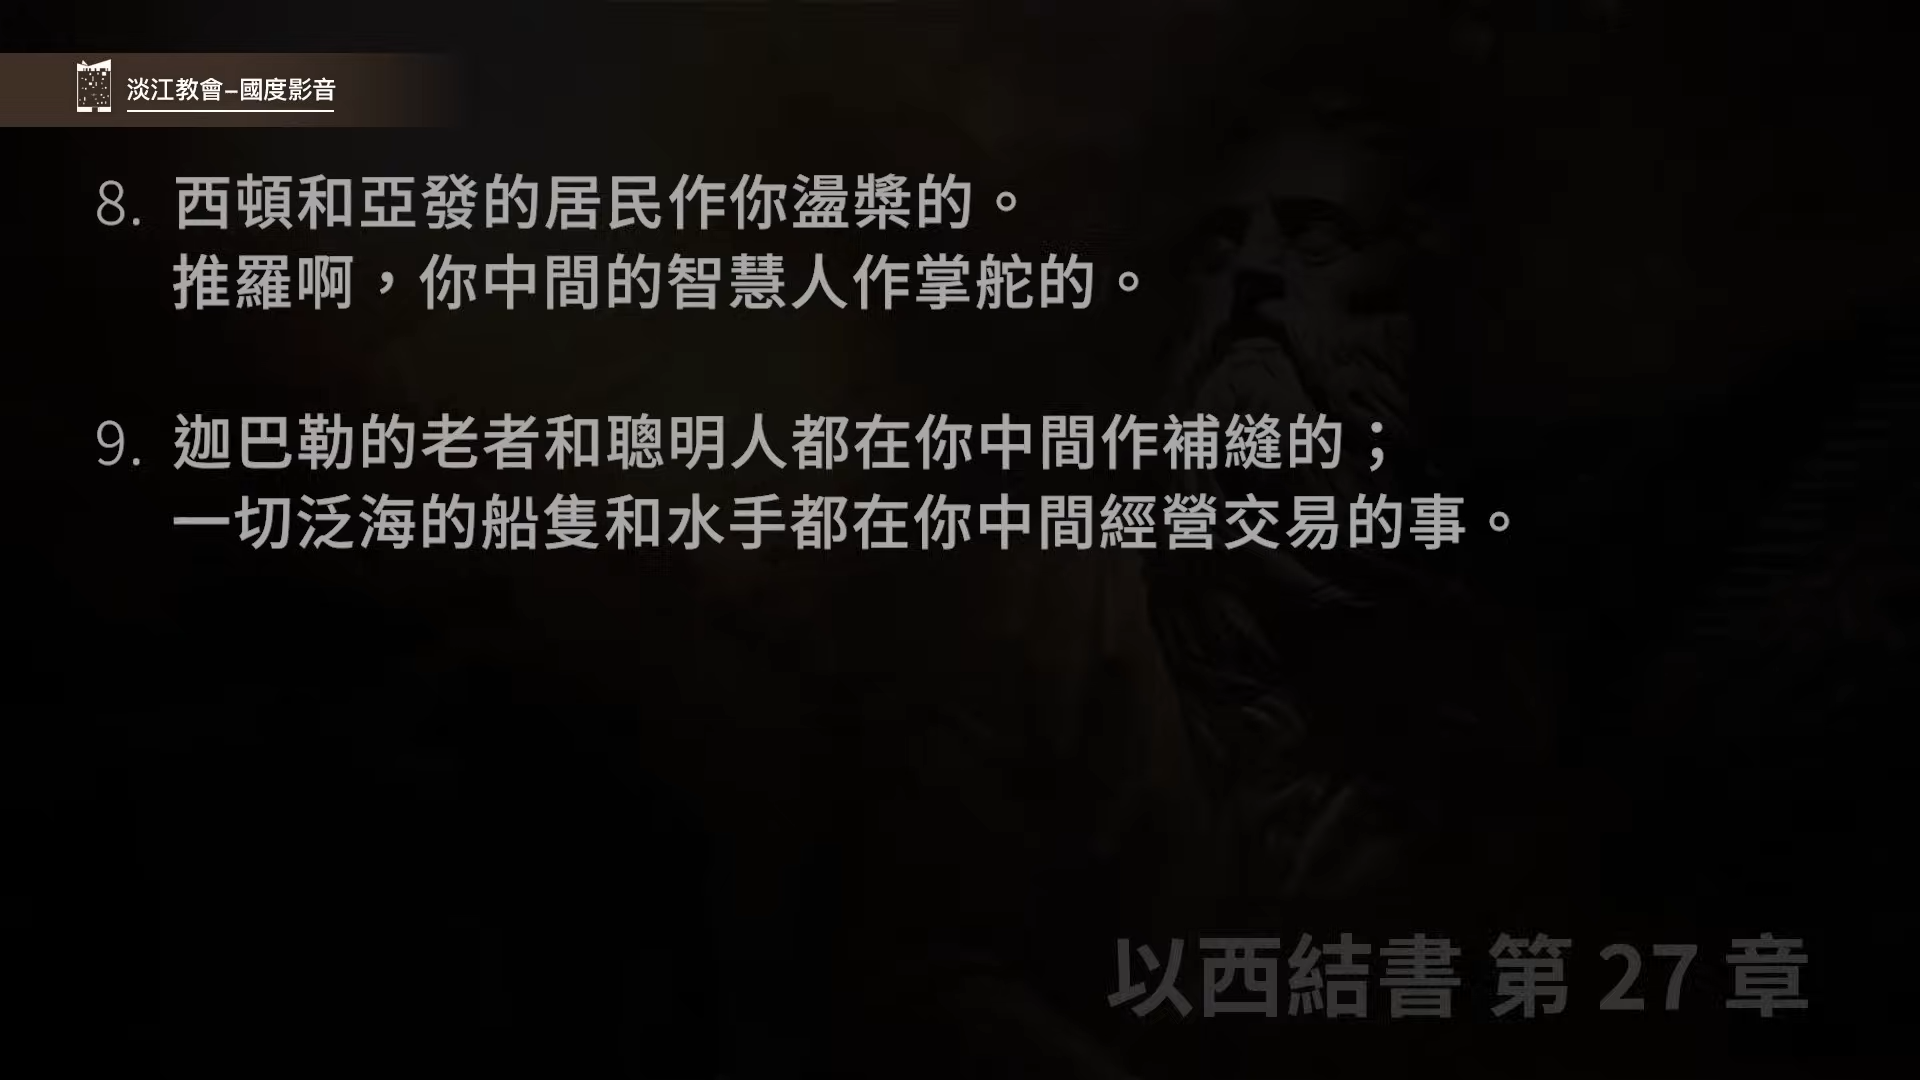 淡江教會–國度影音
8. 西頓和亞發的居民作你盪槳的。
推羅啊，你中間的智慧人作掌舵的。
9. 迦巴勒的老者和聰明人都在你中間作補縫的；
一切泛海的船隻和水手都在你中間經營交易的事。
以西結書 第 27 章